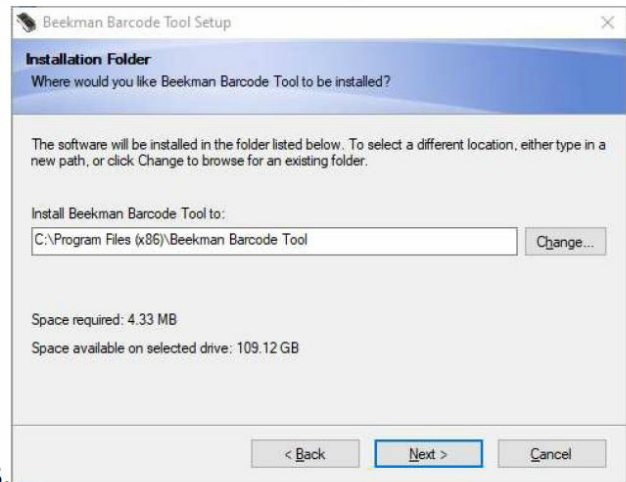 Beekman Barcode Tool Setup
Installation Folder
Where would you like Beekman Barcode Tool to be installed?
The software will be installed in the folder listed below. To select a different location, either type in a
new path, or click Change to browse for an existing folder.
Install Beekman Barcode Tool to:
C:\Program Files (x86)\Beekman Barcode Tool
Change...
Space required: 4.33 MB
Space available on selected drive: 109.12 GB
< Back
Next >
Cancel